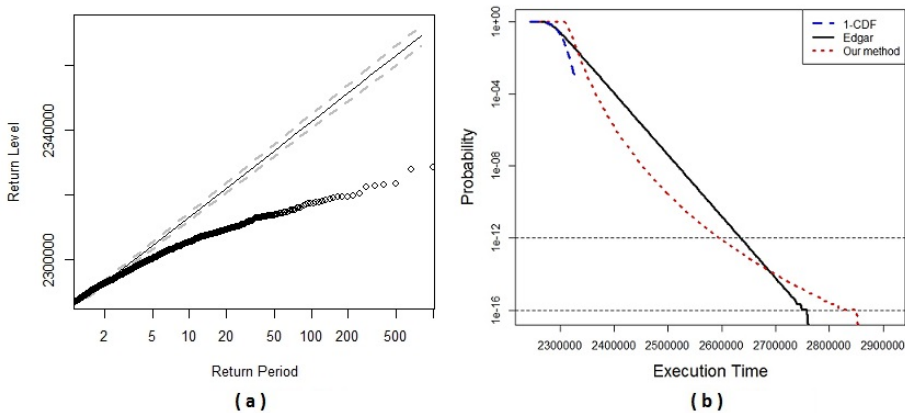 Return Level
2340000
2300000
2 5 10 20 50 100 200 500
Return Period
( a )
1-CDF
Edgar
Our method
Probability
1e+00
1e-04
1e-08
1e-12
1e-16
2300000 2400000 2500000 2600000 2700000 2800000 2900000
Execution Time
( b )